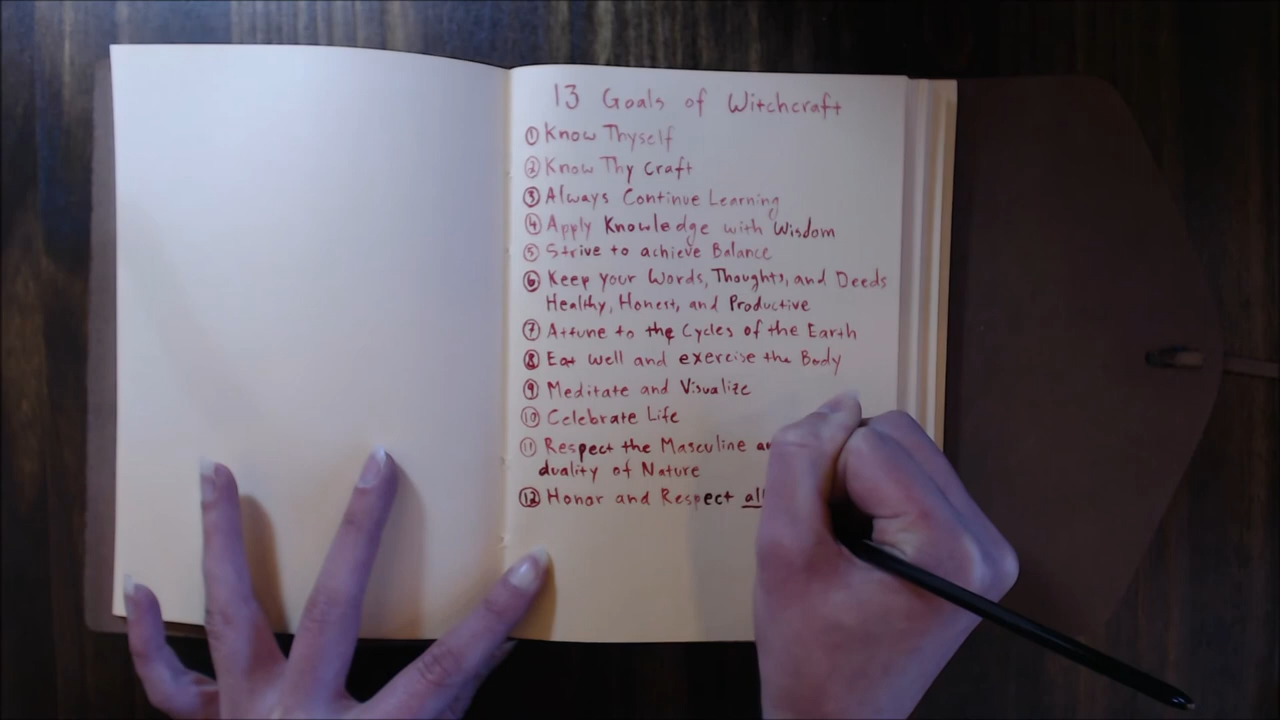 13 Goals of Witchcraft
① Know Thyself
② Know Thy Craft
③ Always Continue Learning
④ Apply Knowledge with Wisdom
⑤ Strive to achieve Balance
⑥ Keep your Words, Thoughts, and Deeds
Healthy, Honest, and Productive
⑦ Attune to the Cycles of the Earth
⑧ Eat well and exercise the Body
⑨ Meditate and Visualize
⑩ Celebrate Life
⑪ Respect the Masculine
duality of Nature
⑫ Honor and Respect all